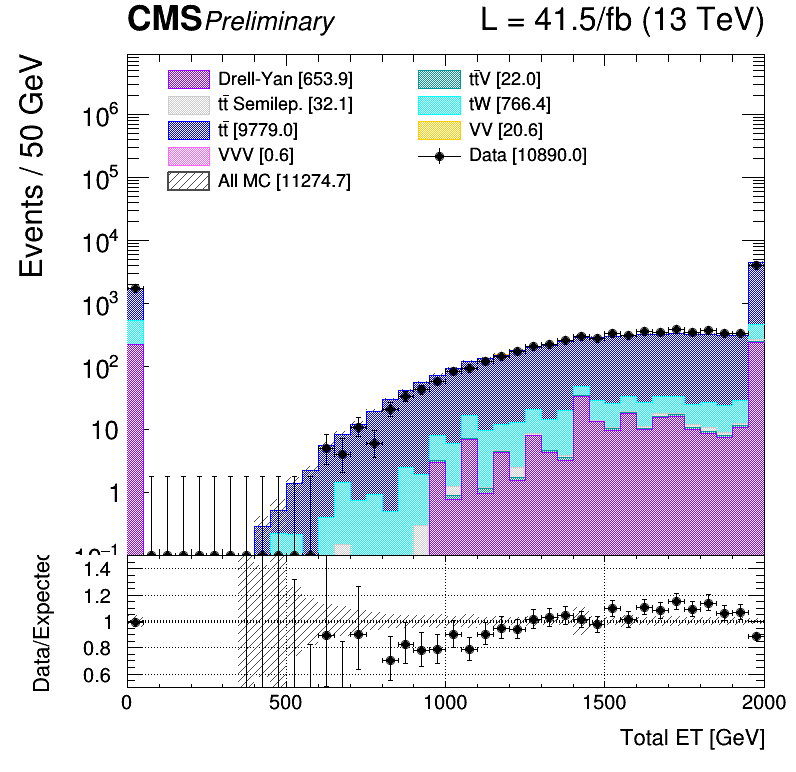 CMS Preliminary L = 41.5/fb (13 TeV)
Events / 50 GeV
Drell-Yan [653.9]
tt̄ Semilep. [32.1]
tt̄ [9779.0]
VVV [0.6]
All MC [11274.7]
tt̄V [22.0]
tW [766.4]
VV [20.6]
Data [10890.0]
10⁶
10⁵
10⁴
10³
10²
10
1
10⁻¹
Data/Expected
1.4
1.2
1
0.8
0.6
0 500 1000 1500 2000
Total ET [GeV]